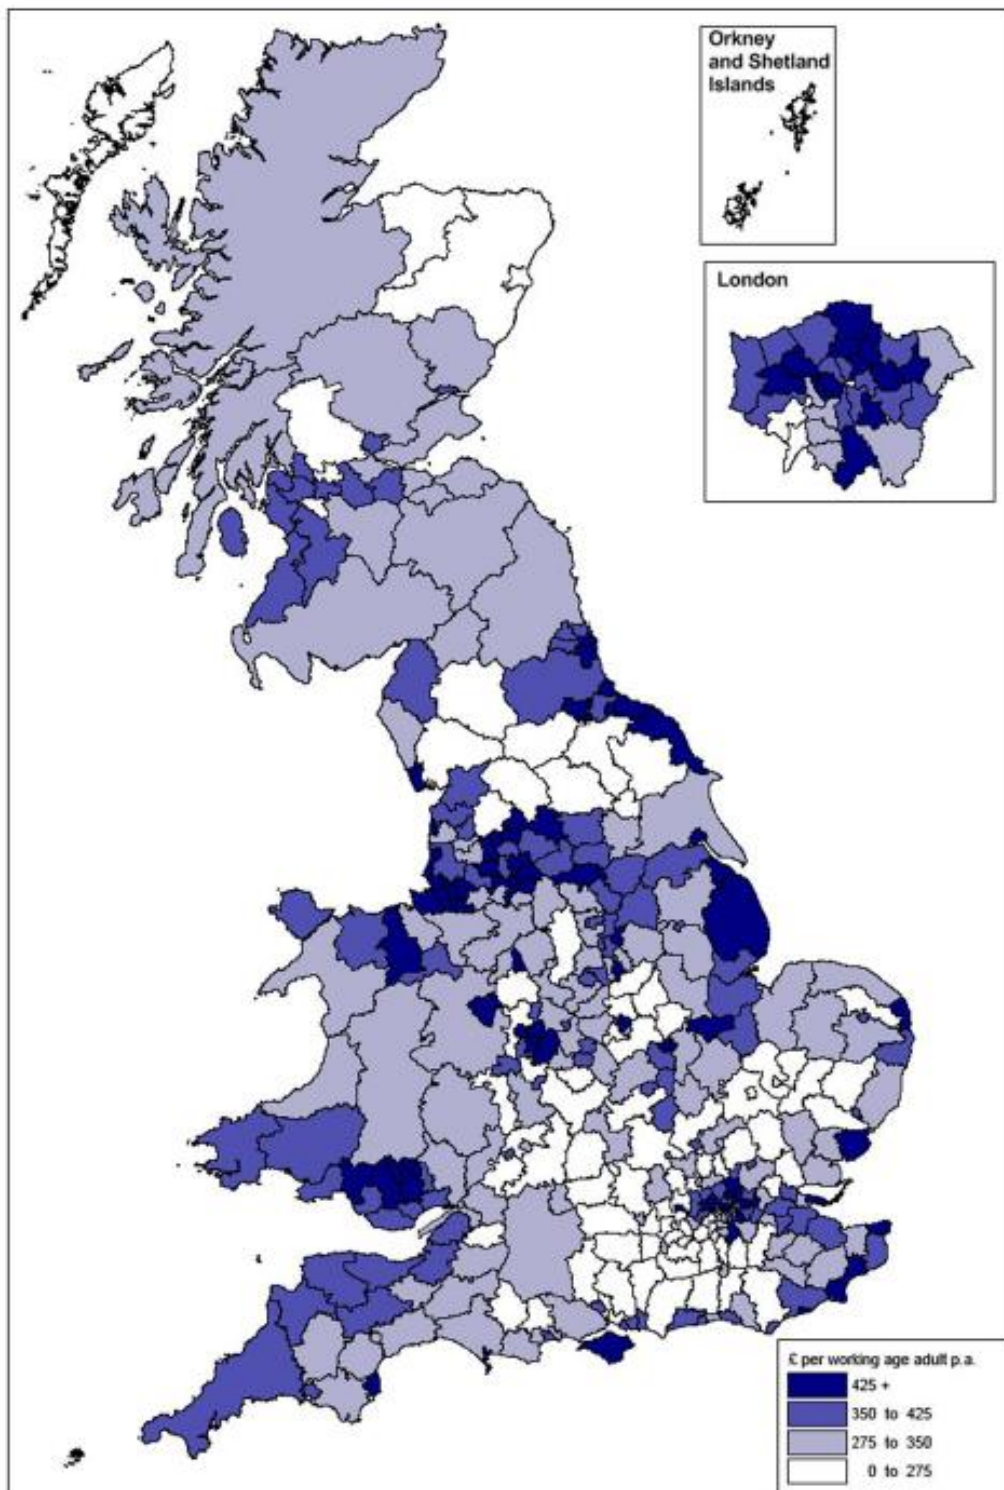 Orkney
and Shetland
Islands
London
£ per working age adult p.a.
425 +
350 to 425
275 to 350
0 to 275